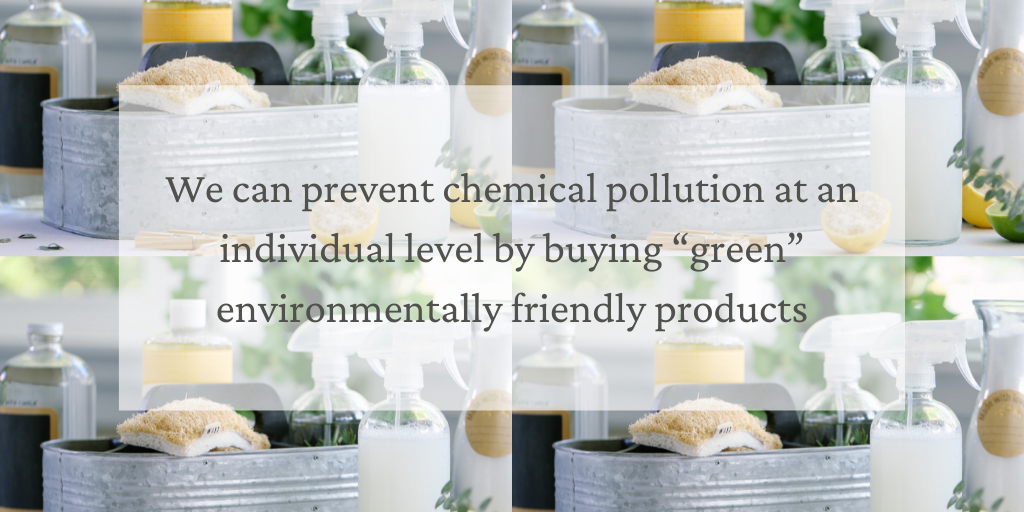 We can prevent chemical pollution at an
individual level by buying “green”
environmentally friendly products